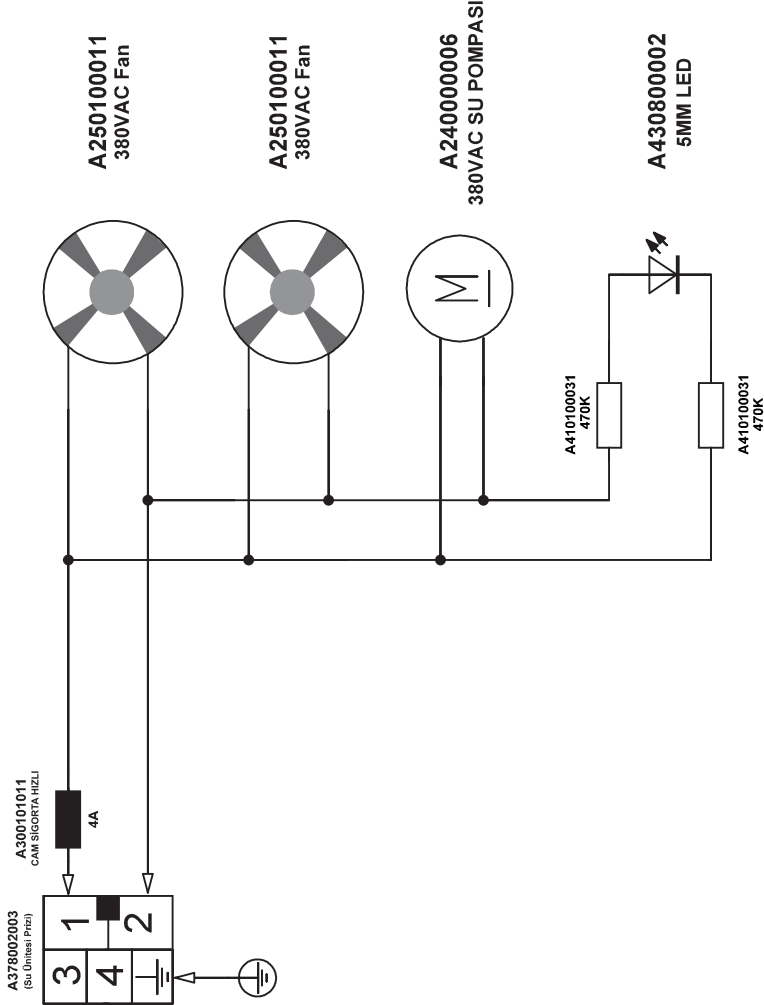 A250100011
380VAC Fan
A250100011
380VAC Fan
A240000006
380VAC SU POMPASI
A430800002
5MM LED
M
A410100031
470K
A410100031
470K
A300101011
CAM SİGORTA HIZLI
4A
A378002003
(Su Ünitesi Prizi)
1
2
3
4